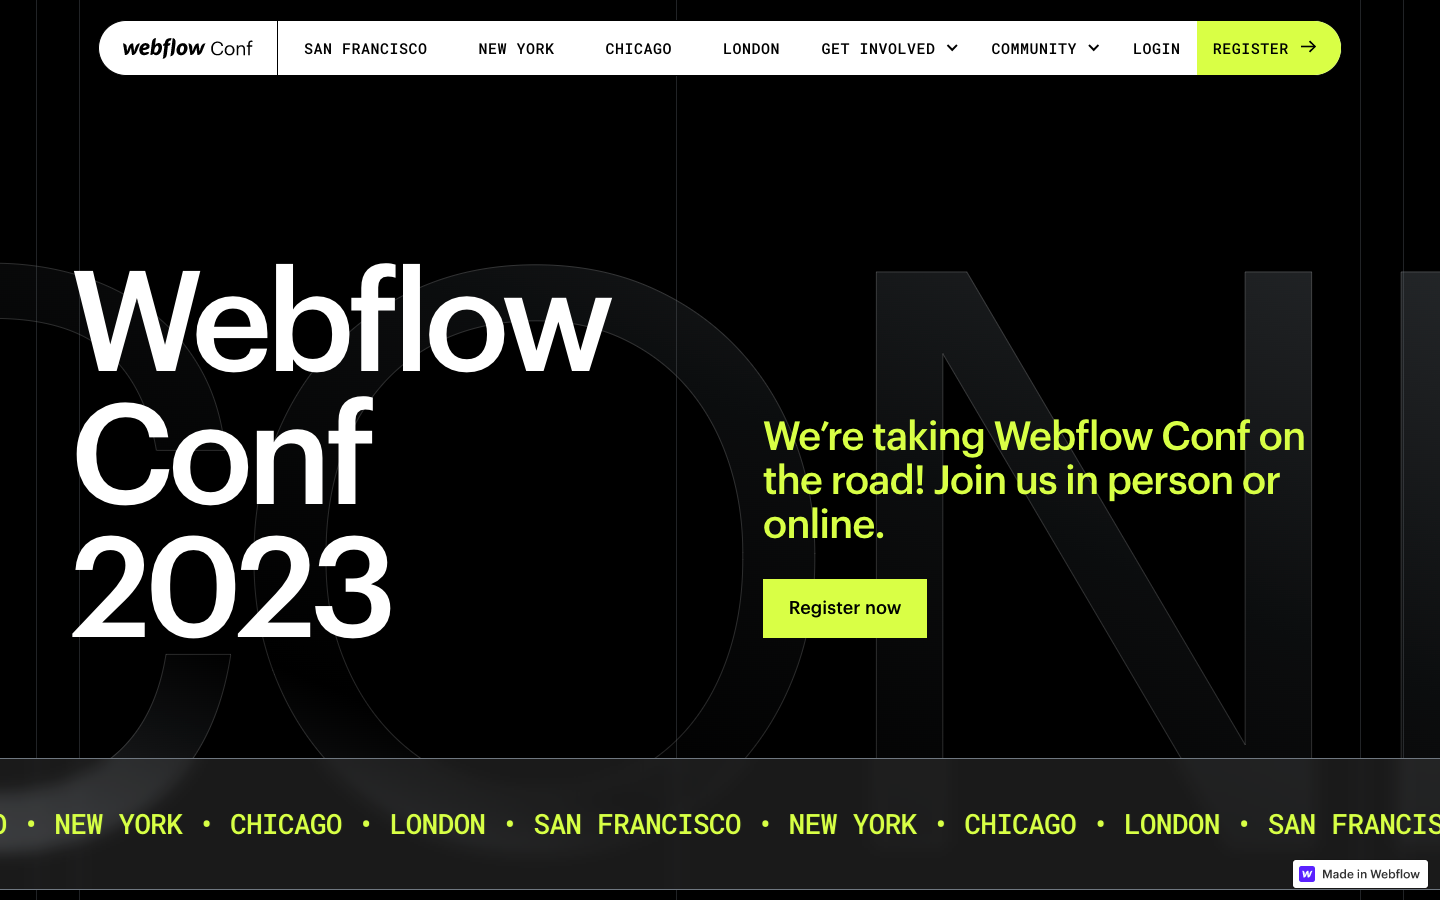 webflow Conf
SAN FRANCISCO
NEW YORK
CHICAGO
LONDON
GET INVOLVED
COMMUNITY
LOGIN
REGISTER
Webflow
Conf
2023
We’re taking Webflow Conf on
the road! Join us in person or
online.
Register now
O • NEW YORK • CHICAGO • LONDON • SAN FRANCISCO • NEW YORK • CHICAGO • LONDON • SAN FRANCIS
Made in Webflow